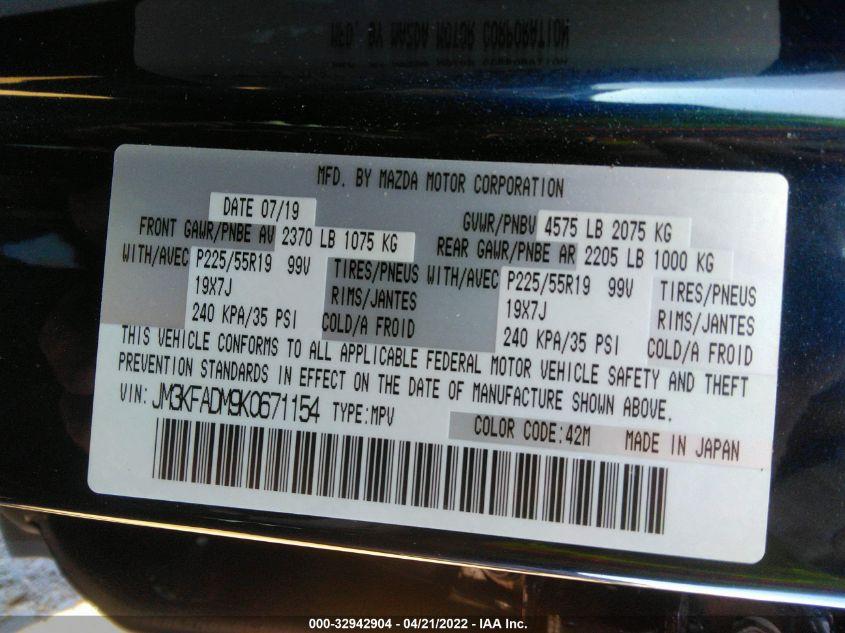 MFD. BY MAZDA MOTOR CORPORATION
MFD. BY MAZDA MOTOR CORPORATION
DATE 07/19
GVWR/PNBV 4575 LB 2075 KG
FRONT GAWR/PNBE AV 2370 LB 1075 KG
REAR GAWR/PNBE AR 2205 LB 1000 KG
WITH/AVEC P225/55R19 99V TIRES/PNEUS
19X7J RIMS/JANTES
240 KPA/35 PSI COLD/A FROID
WITH/AVEC P225/55R19 99V TIRES/PNEUS
19X7J RIMS/JANTES
240 KPA/35 PSI COLD/A FROID
THIS VEHICLE CONFORMS TO ALL APPLICABLE FEDERAL MOTOR VEHICLE SAFETY AND THEFT
PREVENTION STANDARDS IN EFFECT ON THE DATE OF MANUFACTURE SHOWN ABOVE.
VIN: JM3KFADM9K0671154 TYPE:MPV
COLOR CODE:42M MADE IN JAPAN
000-32942904 - 04/21/2022 - IAA Inc.